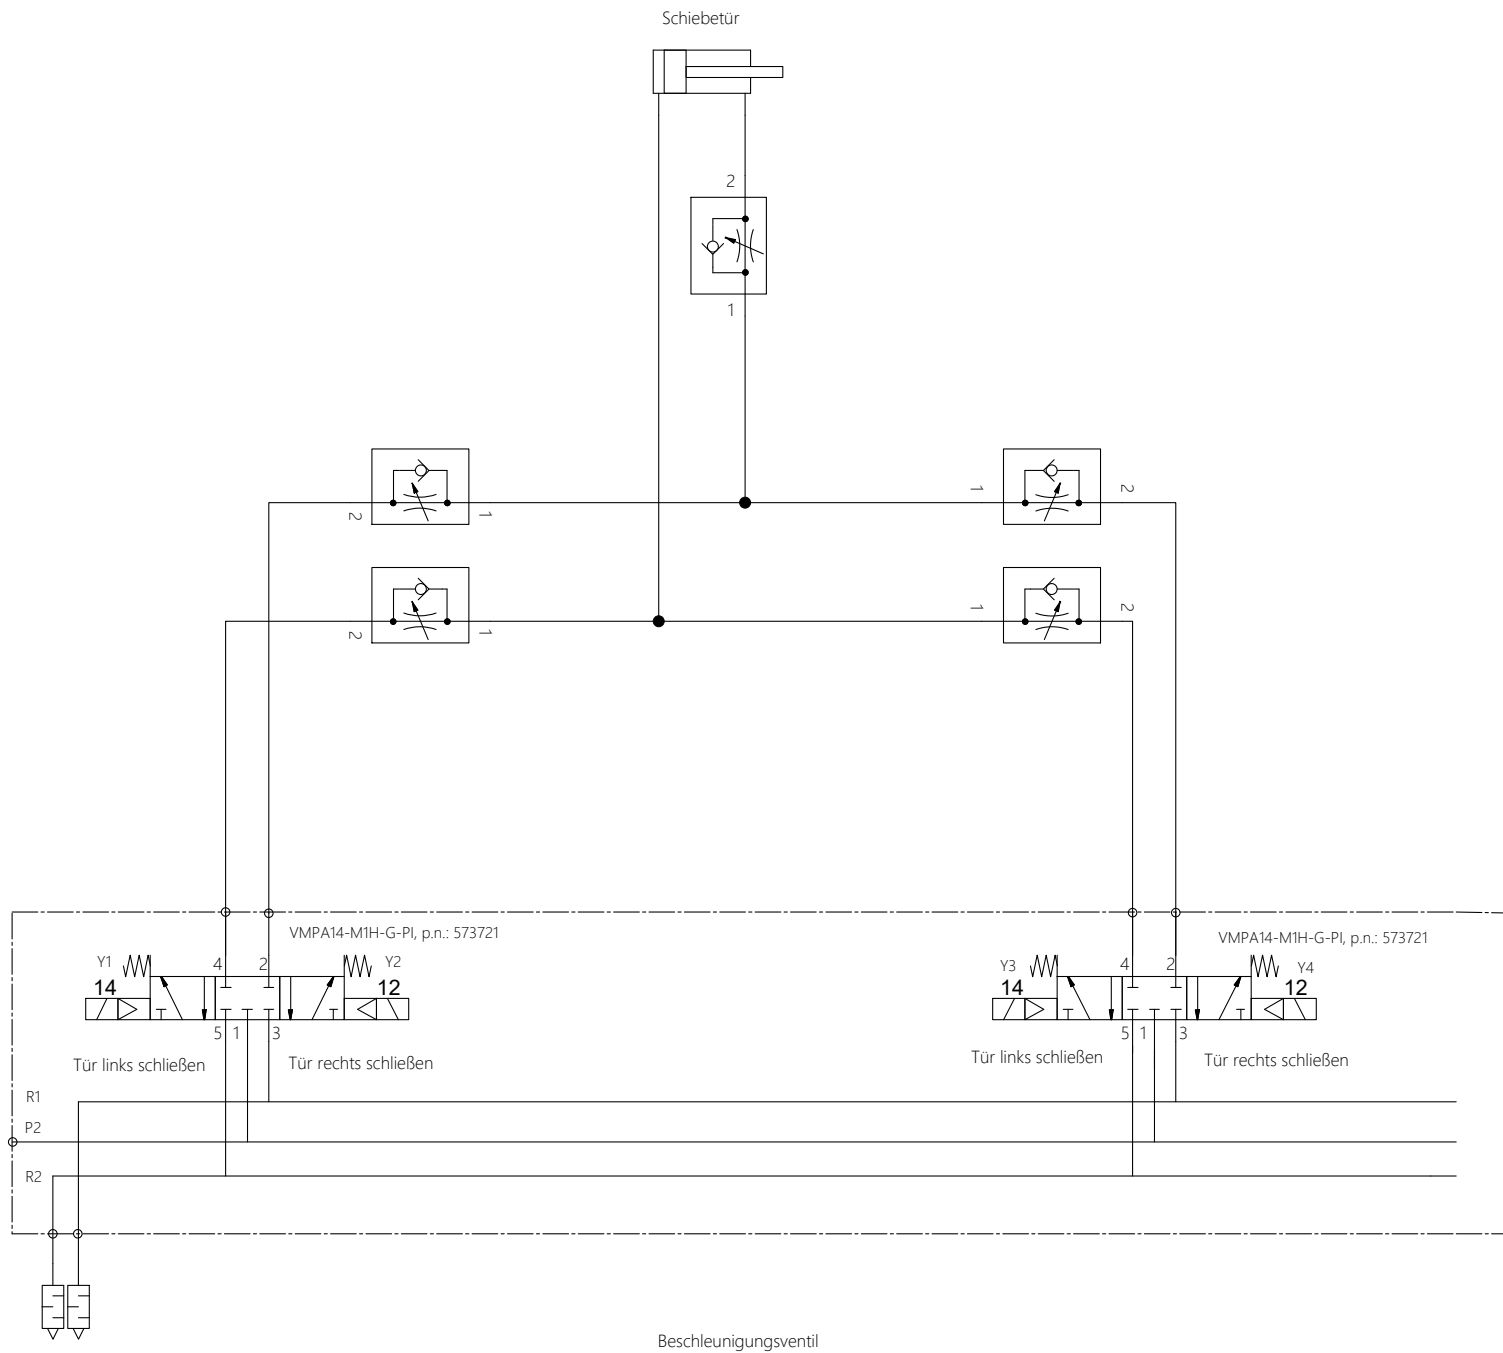 Schiebetür
2
1
2
1
1
2
2
1
1
2
VMPA14-M1H-G-PI, p.n.: 573721
VMPA14-M1H-G-PI, p.n.: 573721
Y1
4
2
Y2
Y3
4
2
Y4
14
12
14
12
5
1
3
5
1
3
Tür links schließen
Tür rechts schließen
Tür links schließen
Tür rechts schließen
R1
P2
R2
Beschleunigungsventil